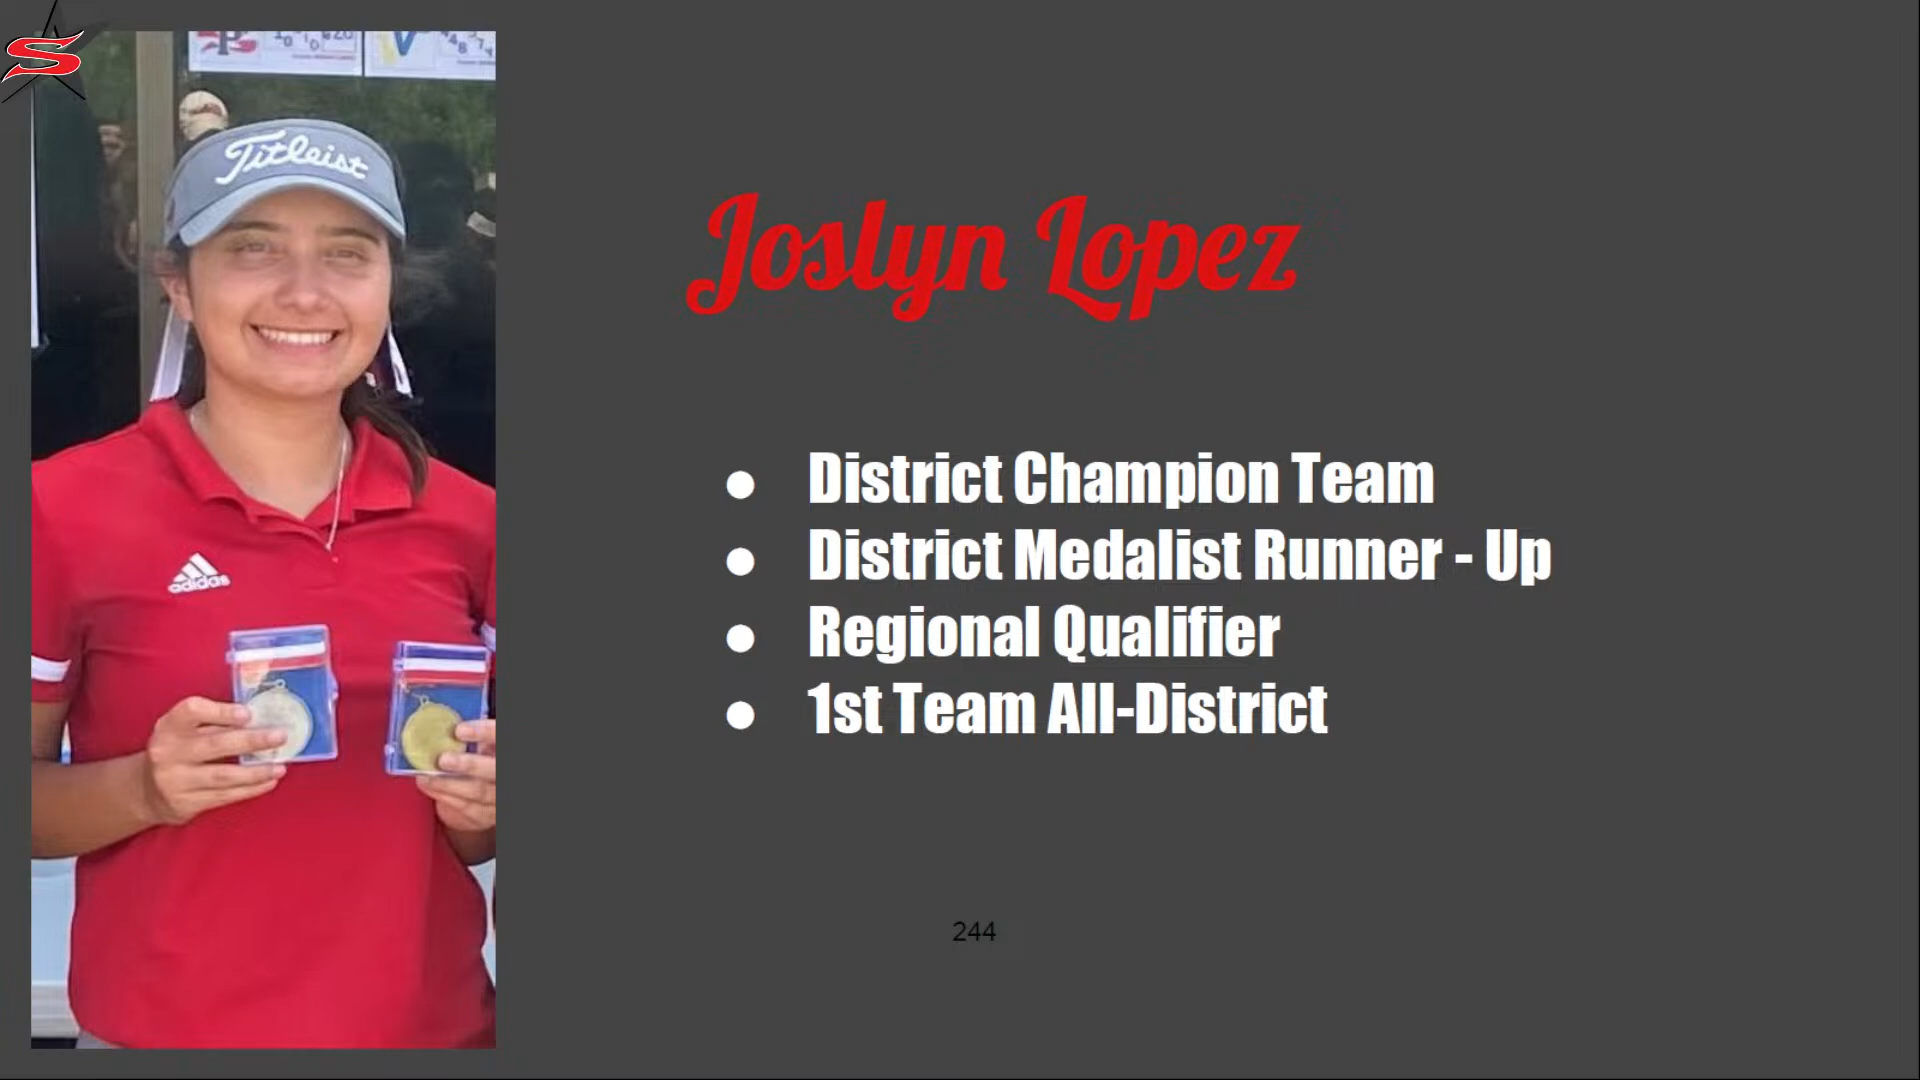 S
Titleist
adidas
Joslyn Lopez
● District Champion Team
● District Medalist Runner - Up
● Regional Qualifier
● 1st Team All-District
244